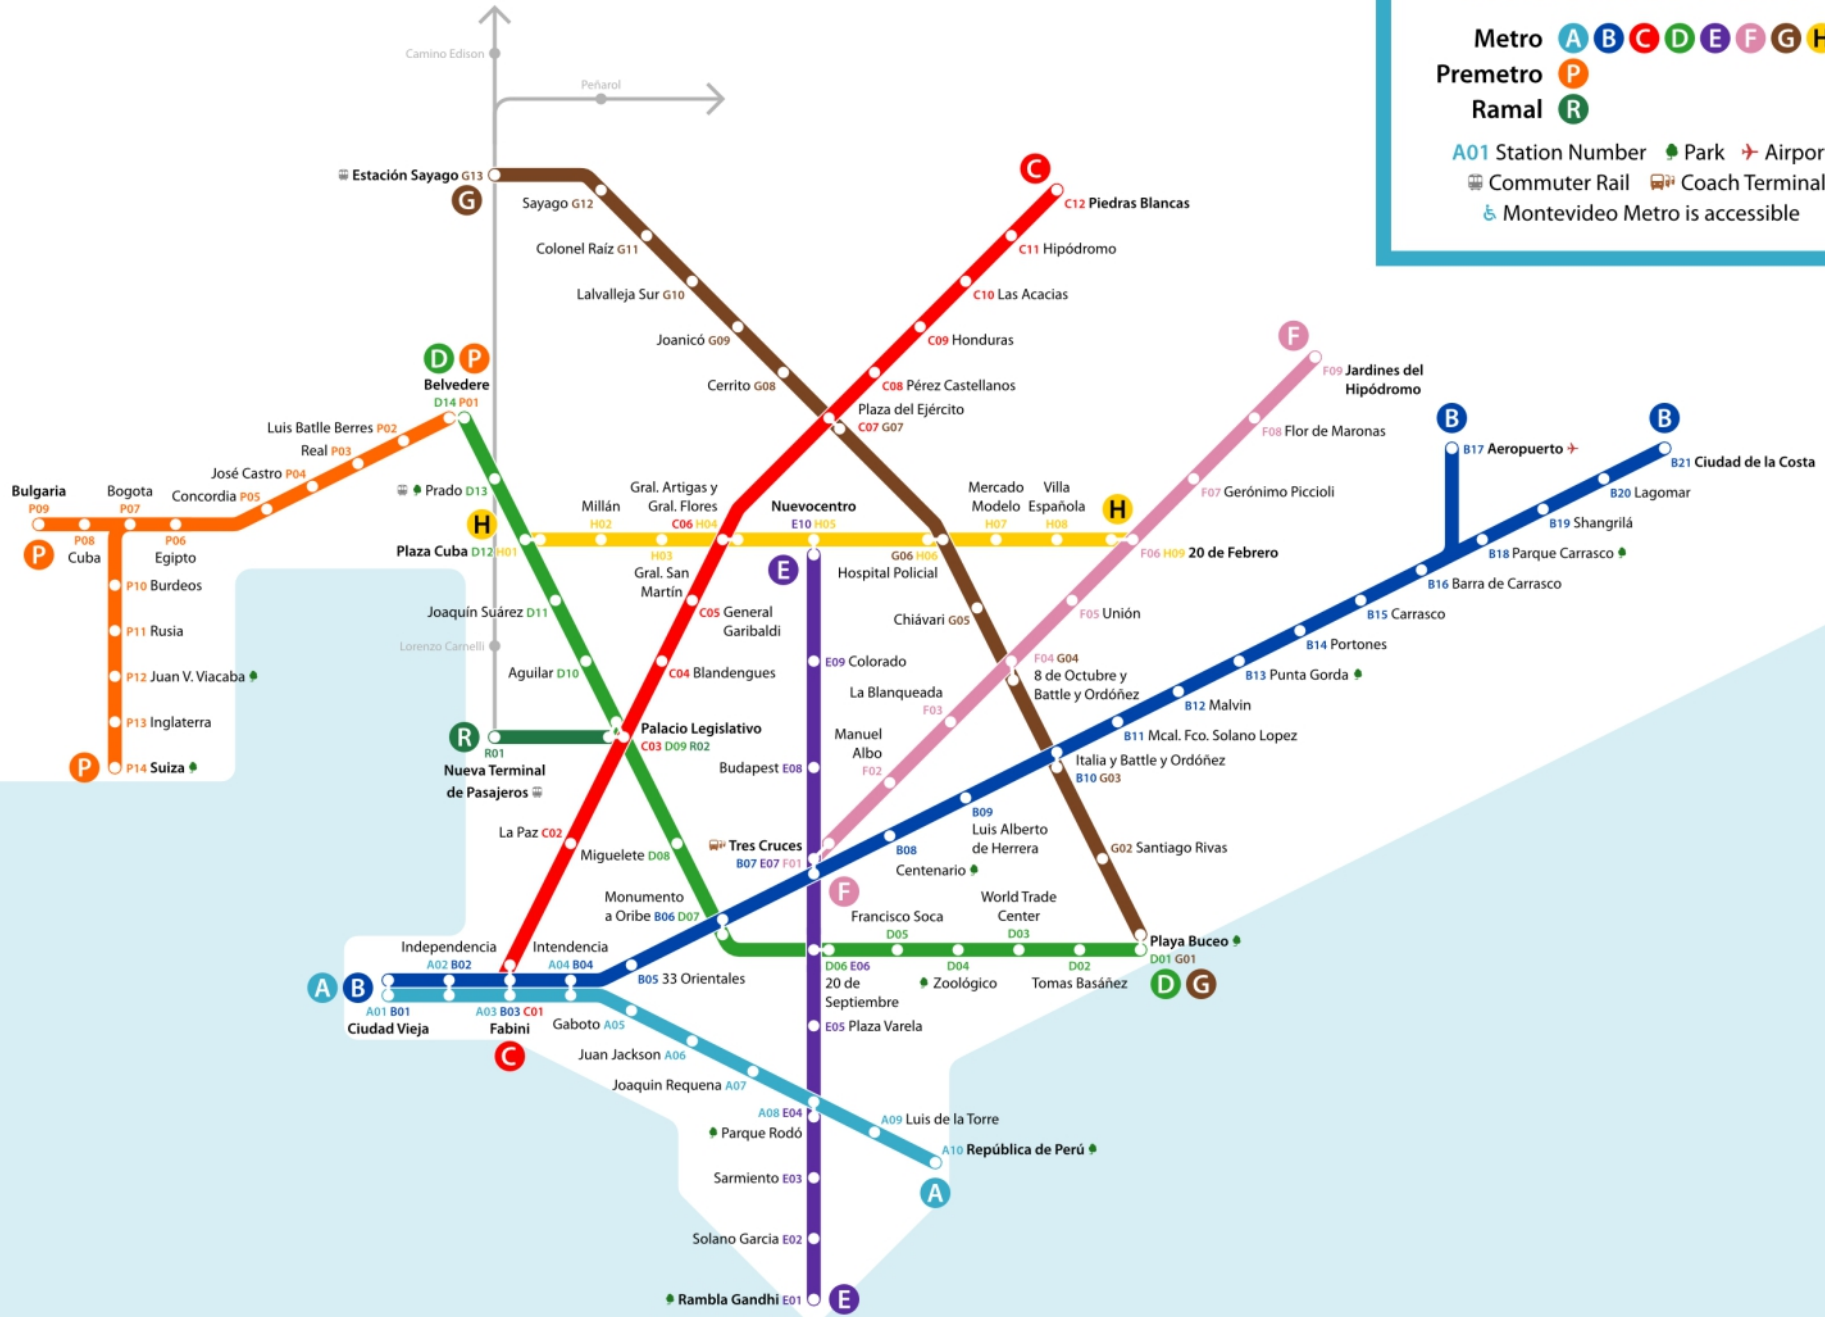 Metro A B C D E F G H
Premetro P
Ramal R
A01 Station Number Park Airpor
Commuter Rail Coach Terminal
Montevideo Metro is accessible
Camino Edison
Peñarol
Estación Sayago G13
G
Sayago G12
Colonel Raíz G11
Lalvalleja Sur G10
Joanicó G09
Cerrito G08
C
C12 Piedras Blancas
C11 Hipódromo
C10 Las Acacias
C09 Honduras
C08 Pérez Castellanos
Plaza del Ejército
C07 G07
F
F09 Jardines del
Hipódromo
F08 Flor de Maronas
F07 Gerónimo Piccioli
B
B17 Aeropuerto
B
B21 Ciudad de la Costa
B20 Lagomar
B19 Shangrilá
B18 Parque Carrasco
B16 Barra de Carrasco
B15 Carrasco
B14 Portones
B13 Punta Gorda
B12 Malvin
B11 Mcal. Fco. Solano Lopez
Italia y Battle y Ordóñez
B10 G03
D P
Belvedere
D14 P01
Luis Batlle Berres P02
Real P03
José Castro P04
Concordia P05
Bulgaria
P09
P
Bogota
P07
P08
Cuba
P06
Egipto
P10 Burdeos
P11 Rusia
P12 Juan V. Viacaba
P13 Inglaterra
P P14 Suiza
Prado D13
H
Plaza Cuba D12 H01
Millán
H02
H03
Gral. San
Martín
Gral. Artigas y
Gral. Flores
C06 H04
Nuevocentro
E10 H05
E
G06 H06
Hospital Policial
Mercado
Modelo
H07
Villa
Española
H08
H
F06 H09 20 de Febrero
Joaquín Suárez D11
Lorenzo Carnelli
Aguilar D10
C05 General
Garibaldi
C04 Blandengues
E09 Colorado
Chiávari G05
F05 Unión
F04 G04
8 de Octubre y
Battle y Ordóñez
La Blanqueada
F03
Manuel
Albo
F02
R
R01
Nueva Terminal
de Pasajeros
Palacio Legislativo
C03 D09 R02
Budapest E08
La Paz C02
Miguelete D08
Tres Cruces
B07 E07 F01
F
B09
Luis Alberto
de Herrera
B08
Centenario
G02 Santiago Rivas
Monumento
a Oribe B06 D07
Francisco Soca
D05
World Trade
Center
D03
D06 E06
20 de
Septiembre
D04
Zoológico
D02
Tomas Basáñez
Playa Buceo
D01 G01
D G
Independencia
A02 B02
Intendencia
A04 B04
B05 33 Orientales
A B
A01 B01
Ciudad Vieja
A03 B03 C01
Fabini
C
Gaboto A05
Juan Jackson A06
Joaquin Requena A07
E05 Plaza Varela
A08 E04
Parque Rodó
A09 Luis de la Torre
A10 República de Perú
A
Sarmiento E03
Solano Garcia E02
Rambla Gandhi E01
E